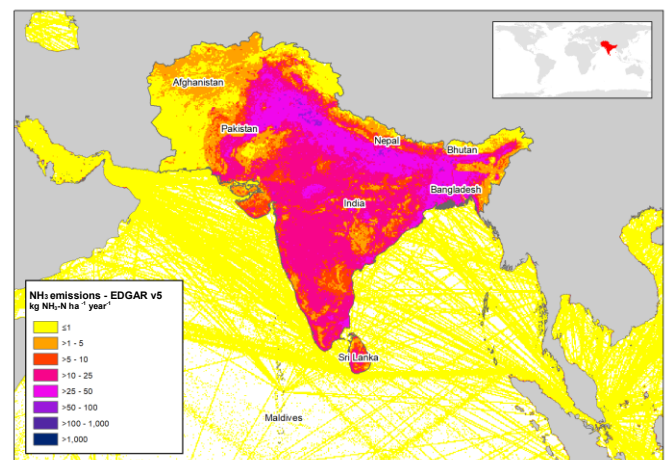 Afghanistan
Pakistan
Nepal
Bhutan
Bangladesh
India
Sri Lanka
Maldives
NH₃ emissions - EDGAR v5
kg NH₃-N ha⁻¹ year⁻¹
≤1
>1 - 5
>5 - 10
>10 - 25
>25 - 50
>50 - 100
>100 - 1,000
>1,000